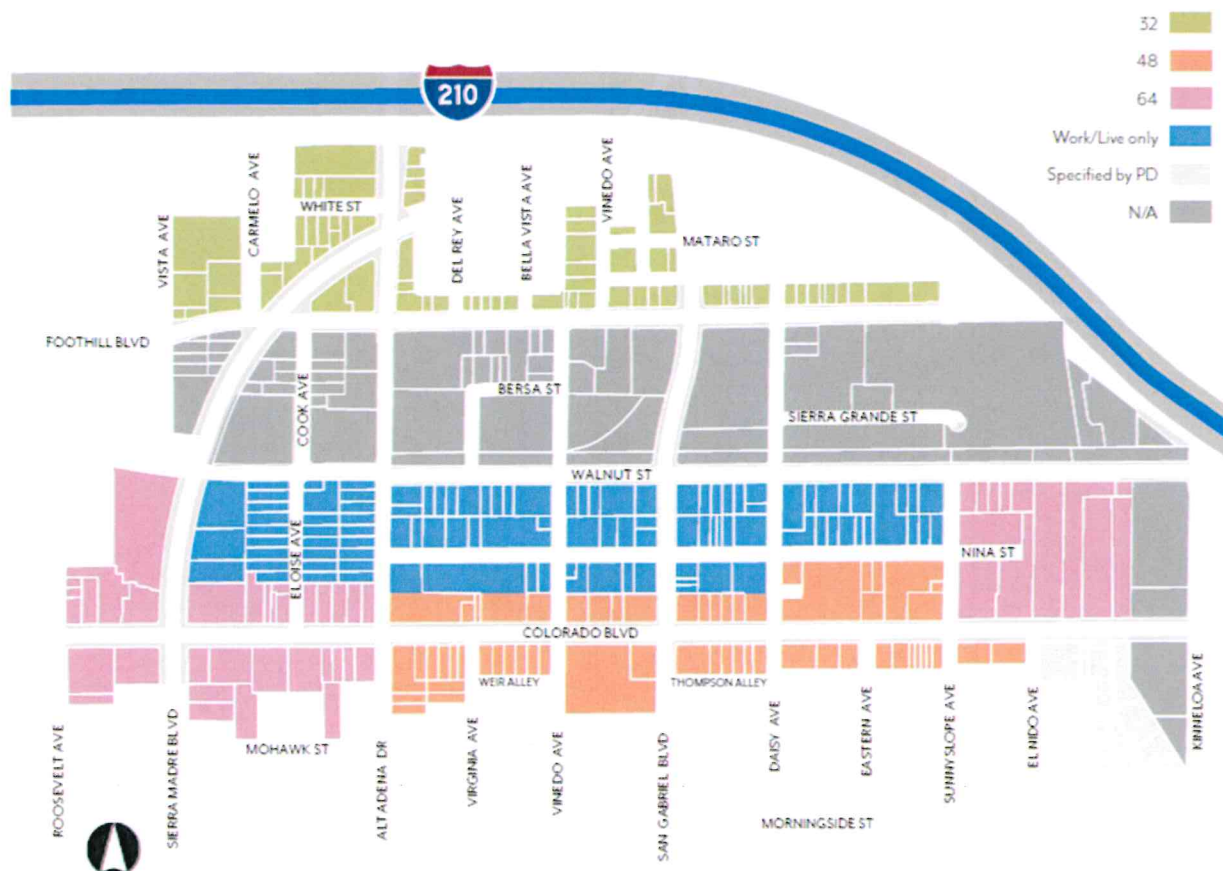 32
48
64
Work/Live only
Specified by PD
N/A
210
CARMELO AVE
WHITE ST
VINEDO AVE
VISTA AVE
DEL REY AVE
BELLA VISTA AVE
MATARO ST
FOOTHILL BLVD
COOK AVE
BERSA ST
SIERRA GRANDE ST
WALNUT ST
ELOISE AVE
NINA ST
COLORADO BLVD
WEIR ALLEY
THOMPSON ALLEY
MOHAWK ST
ROOSEVELT AVE
SIERRA MADRE BLVD
ALTADENA DR
VIRGINIA AVE
VINEDO AVE
SAN GABRIEL BLVD
DAISY AVE
EASTERN AVE
SUNNYSLOPE AVE
EL NIDO AVE
KINNELOA AVE
MORNINGSIDE ST